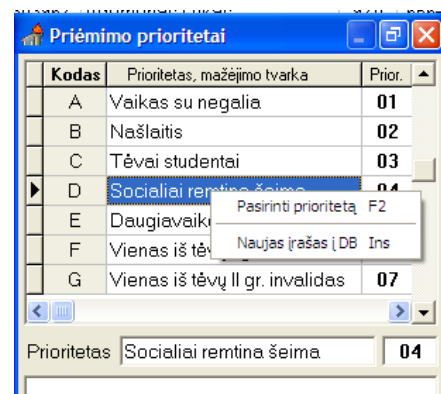 Priėmimo prioritetai
Kodas Prioritetas, mažėjimo tvarka Prior.
A Vaikas su negalia 01
B Našlaitis 02
C Tėvai studentai 03
D Socialiai remtina šeima 04
Pasirinti prioritetą F2
E Daugiavaik
Naujas įrašas į DB Ins
F Vienas iš tėv
G Vienas iš tėvų II gr. invalidas 07
Prioritetas Socialiai remtina šeima 04